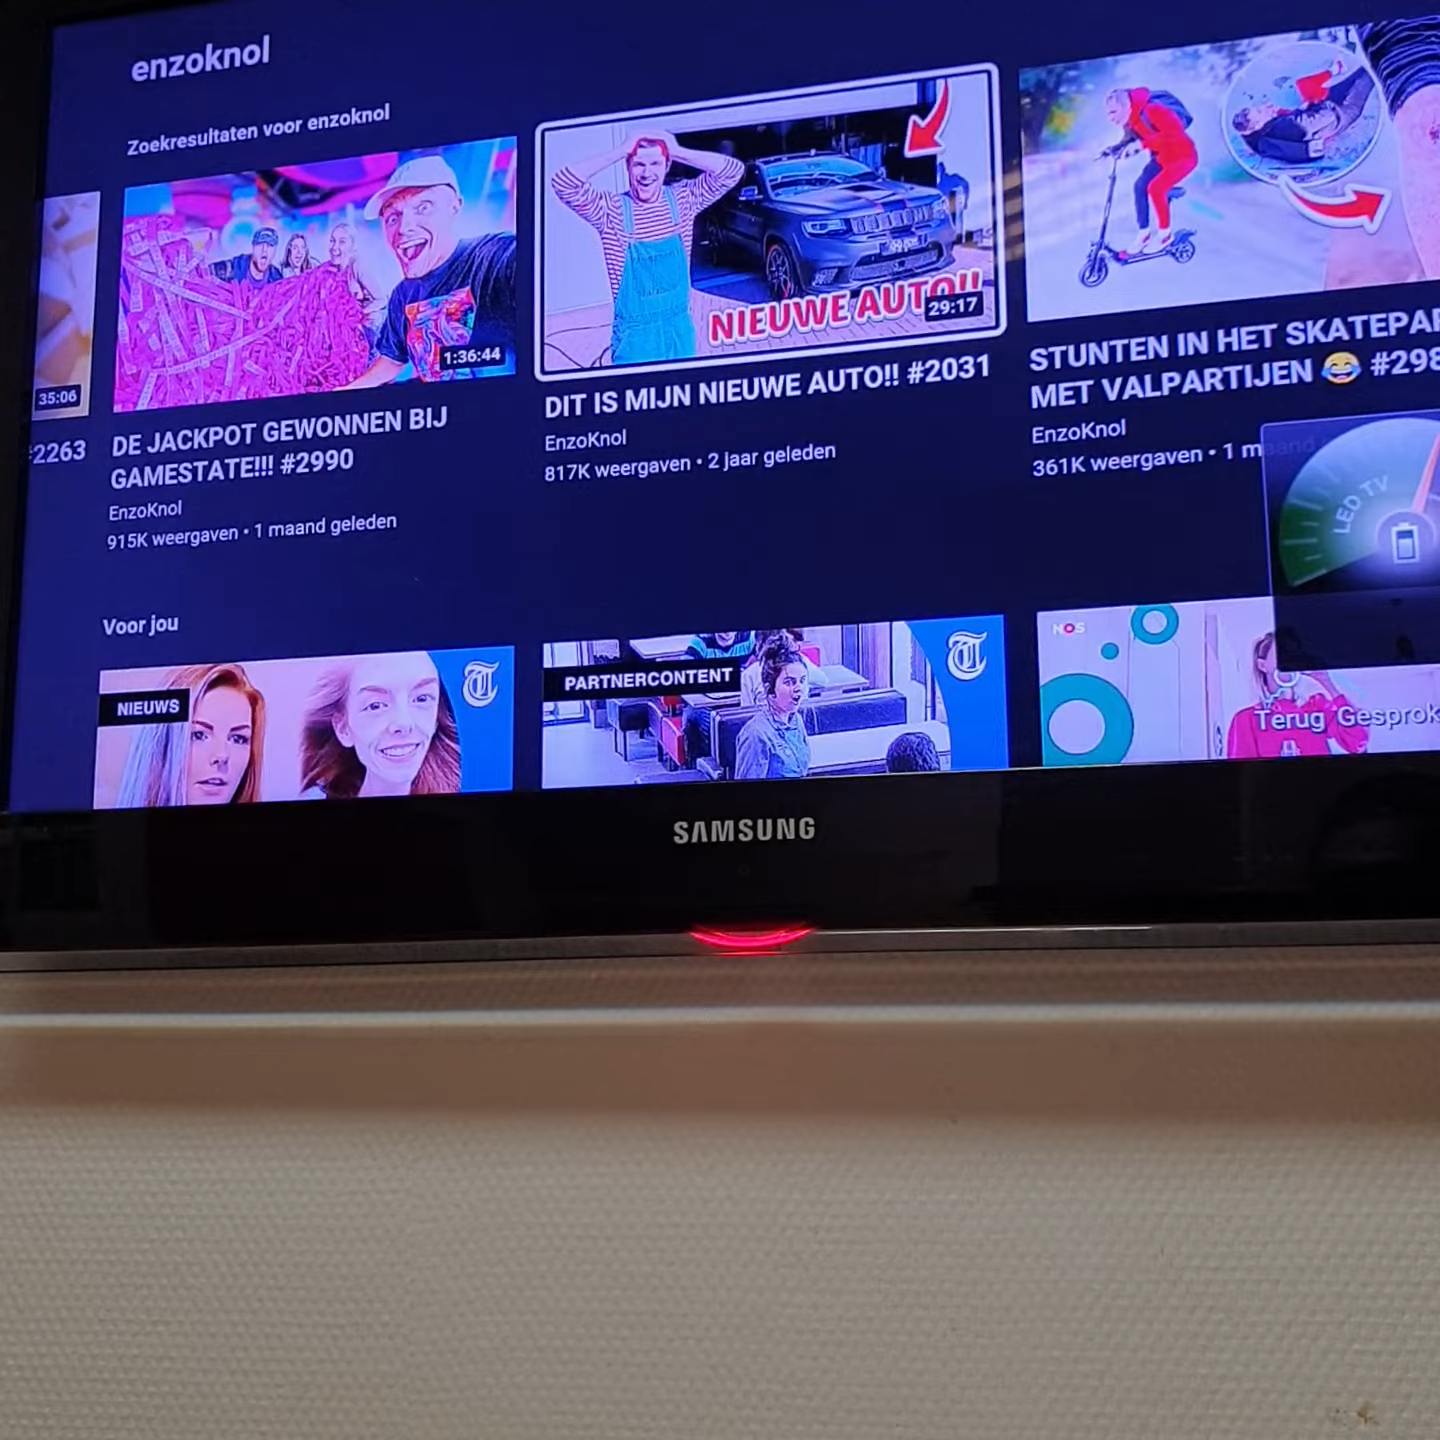 enzoknol
Zoekresultaten voor enzoknol
35:06
#2263
1:36:44
DE JACKPOT GEWONNEN BIJ
GAMESTATE!!! #2990
EnzoKnol
915K weergaven • 1 maand geleden
NIEUWE AUTO!!
29:17
DIT IS MIJN NIEUWE AUTO!! #2031
EnzoKnol
817K weergaven • 2 jaar geleden
STUNTEN IN HET SKATEPAR
MET VALPARTIJEN 😂 #298
EnzoKnol
361K weergaven • 1 maand
LED TV
Voor jou
NIEUWS
T
PARTNERCONTENT
T
NOS
Terug Gesprok
SAMSUNG